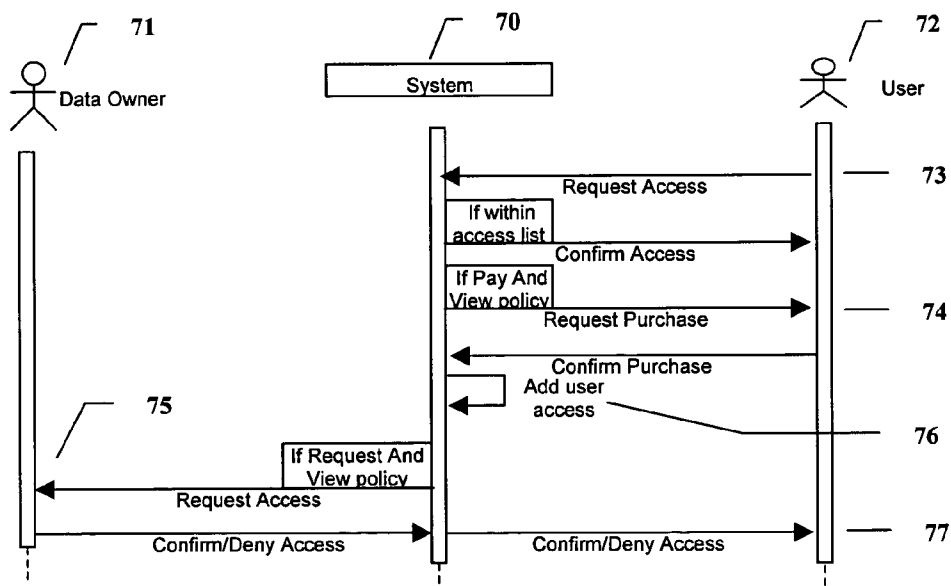 71
70
72
Data Owner
System
User
73
Request Access
If within
access list
Confirm Access
If Pay And
View policy
74
Request Purchase
Confirm Purchase
Add user
access
75
76
If Request And
View policy
Request Access
Confirm/Deny Access
Confirm/Deny Access
77